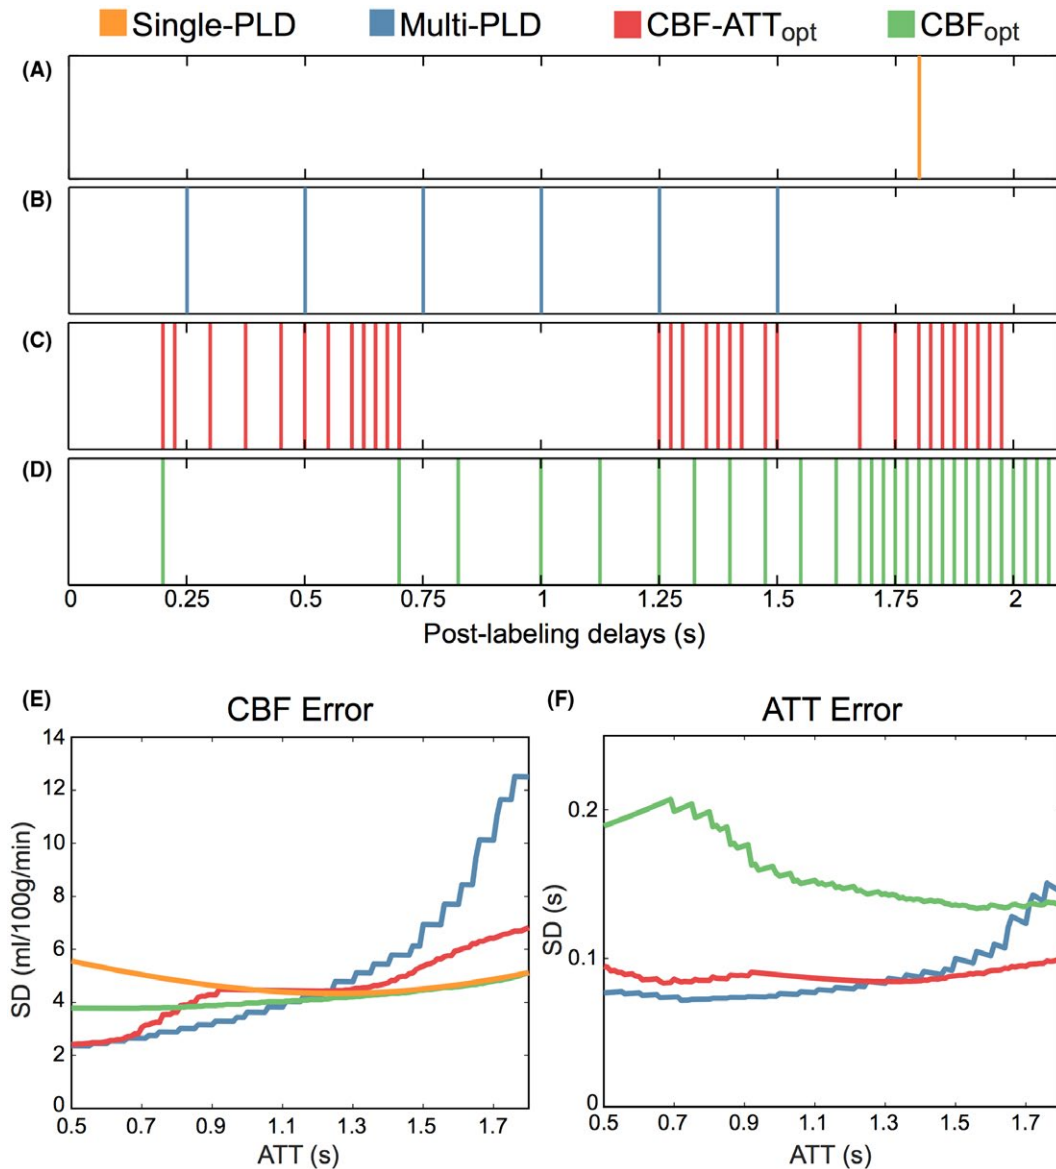 Single-PLD Multi-PLD CBF-ATTopt CBFopt
(A)
(B)
(C)
(D)
0 0.25 0.5 0.75 1 1.25 1.5 1.75 2
Post-labeling delays (s)
(E) CBF Error
14
12
10
8
6
4
2
0
SD (ml/100g/min)
0.5 0.7 0.9 1.1 1.3 1.5 1.7
ATT (s)
(F) ATT Error
0.2
0.1
0
SD (s)
0.5 0.7 0.9 1.1 1.3 1.5 1.7
ATT (s)